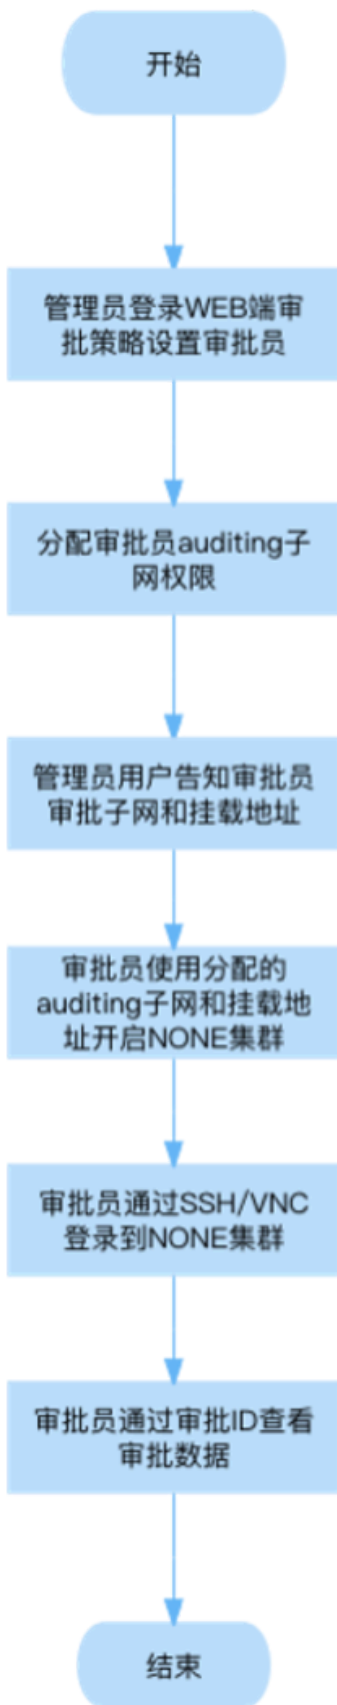 开始
管理员登录WEB端审
批策略设置审批员
分配审批员auditing子
网权限
管理员用户告知审批员
审批子网和挂载地址
审批员使用分配的
auditing子网和挂载地
址开启NONE集群
审批员通过SSH/VNC
登录到NONE集群
审批员通过审批ID查看
审批数据
结束